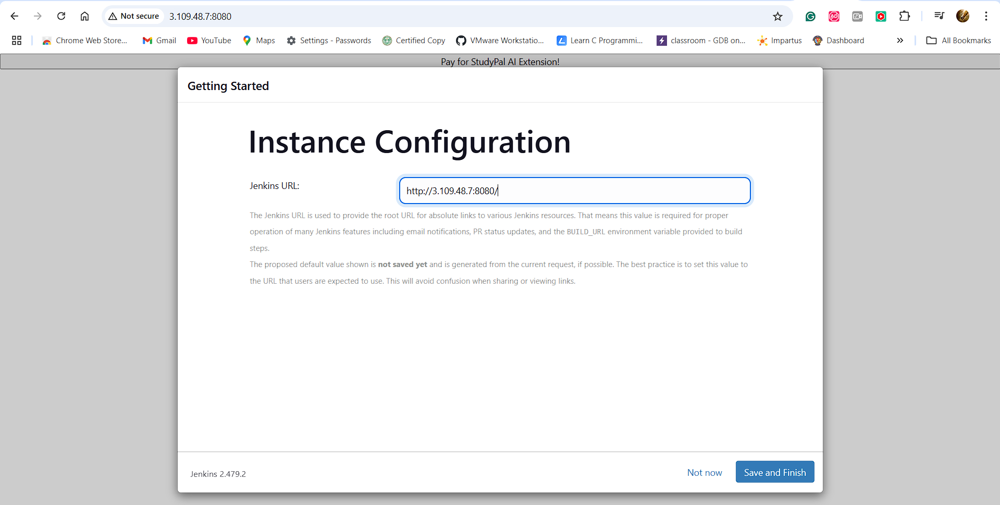 Not secure 3.109.48.7:8080
Chrome Web Store... Gmail YouTube Maps Settings - Passwords Certified Copy VMware Workstatio... Learn C Programmi... classroom - GDB on... Impartus Dashboard » All Bookmarks
Pay for StudyPal AI Extension!
Getting Started
Instance Configuration
Jenkins URL: http://3.109.48.7:8080/
The Jenkins URL is used to provide the root URL for absolute links to various Jenkins resources. That means this value is required for proper
operation of many Jenkins features including email notifications, PR status updates, and the BUILD_URL environment variable provided to build
steps.
The proposed default value shown is not saved yet and is generated from the current request, if possible. The best practice is to set this value to
the URL that users are expected to use. This will avoid confusion when sharing or viewing links.
Jenkins 2.479.2 Not now Save and Finish